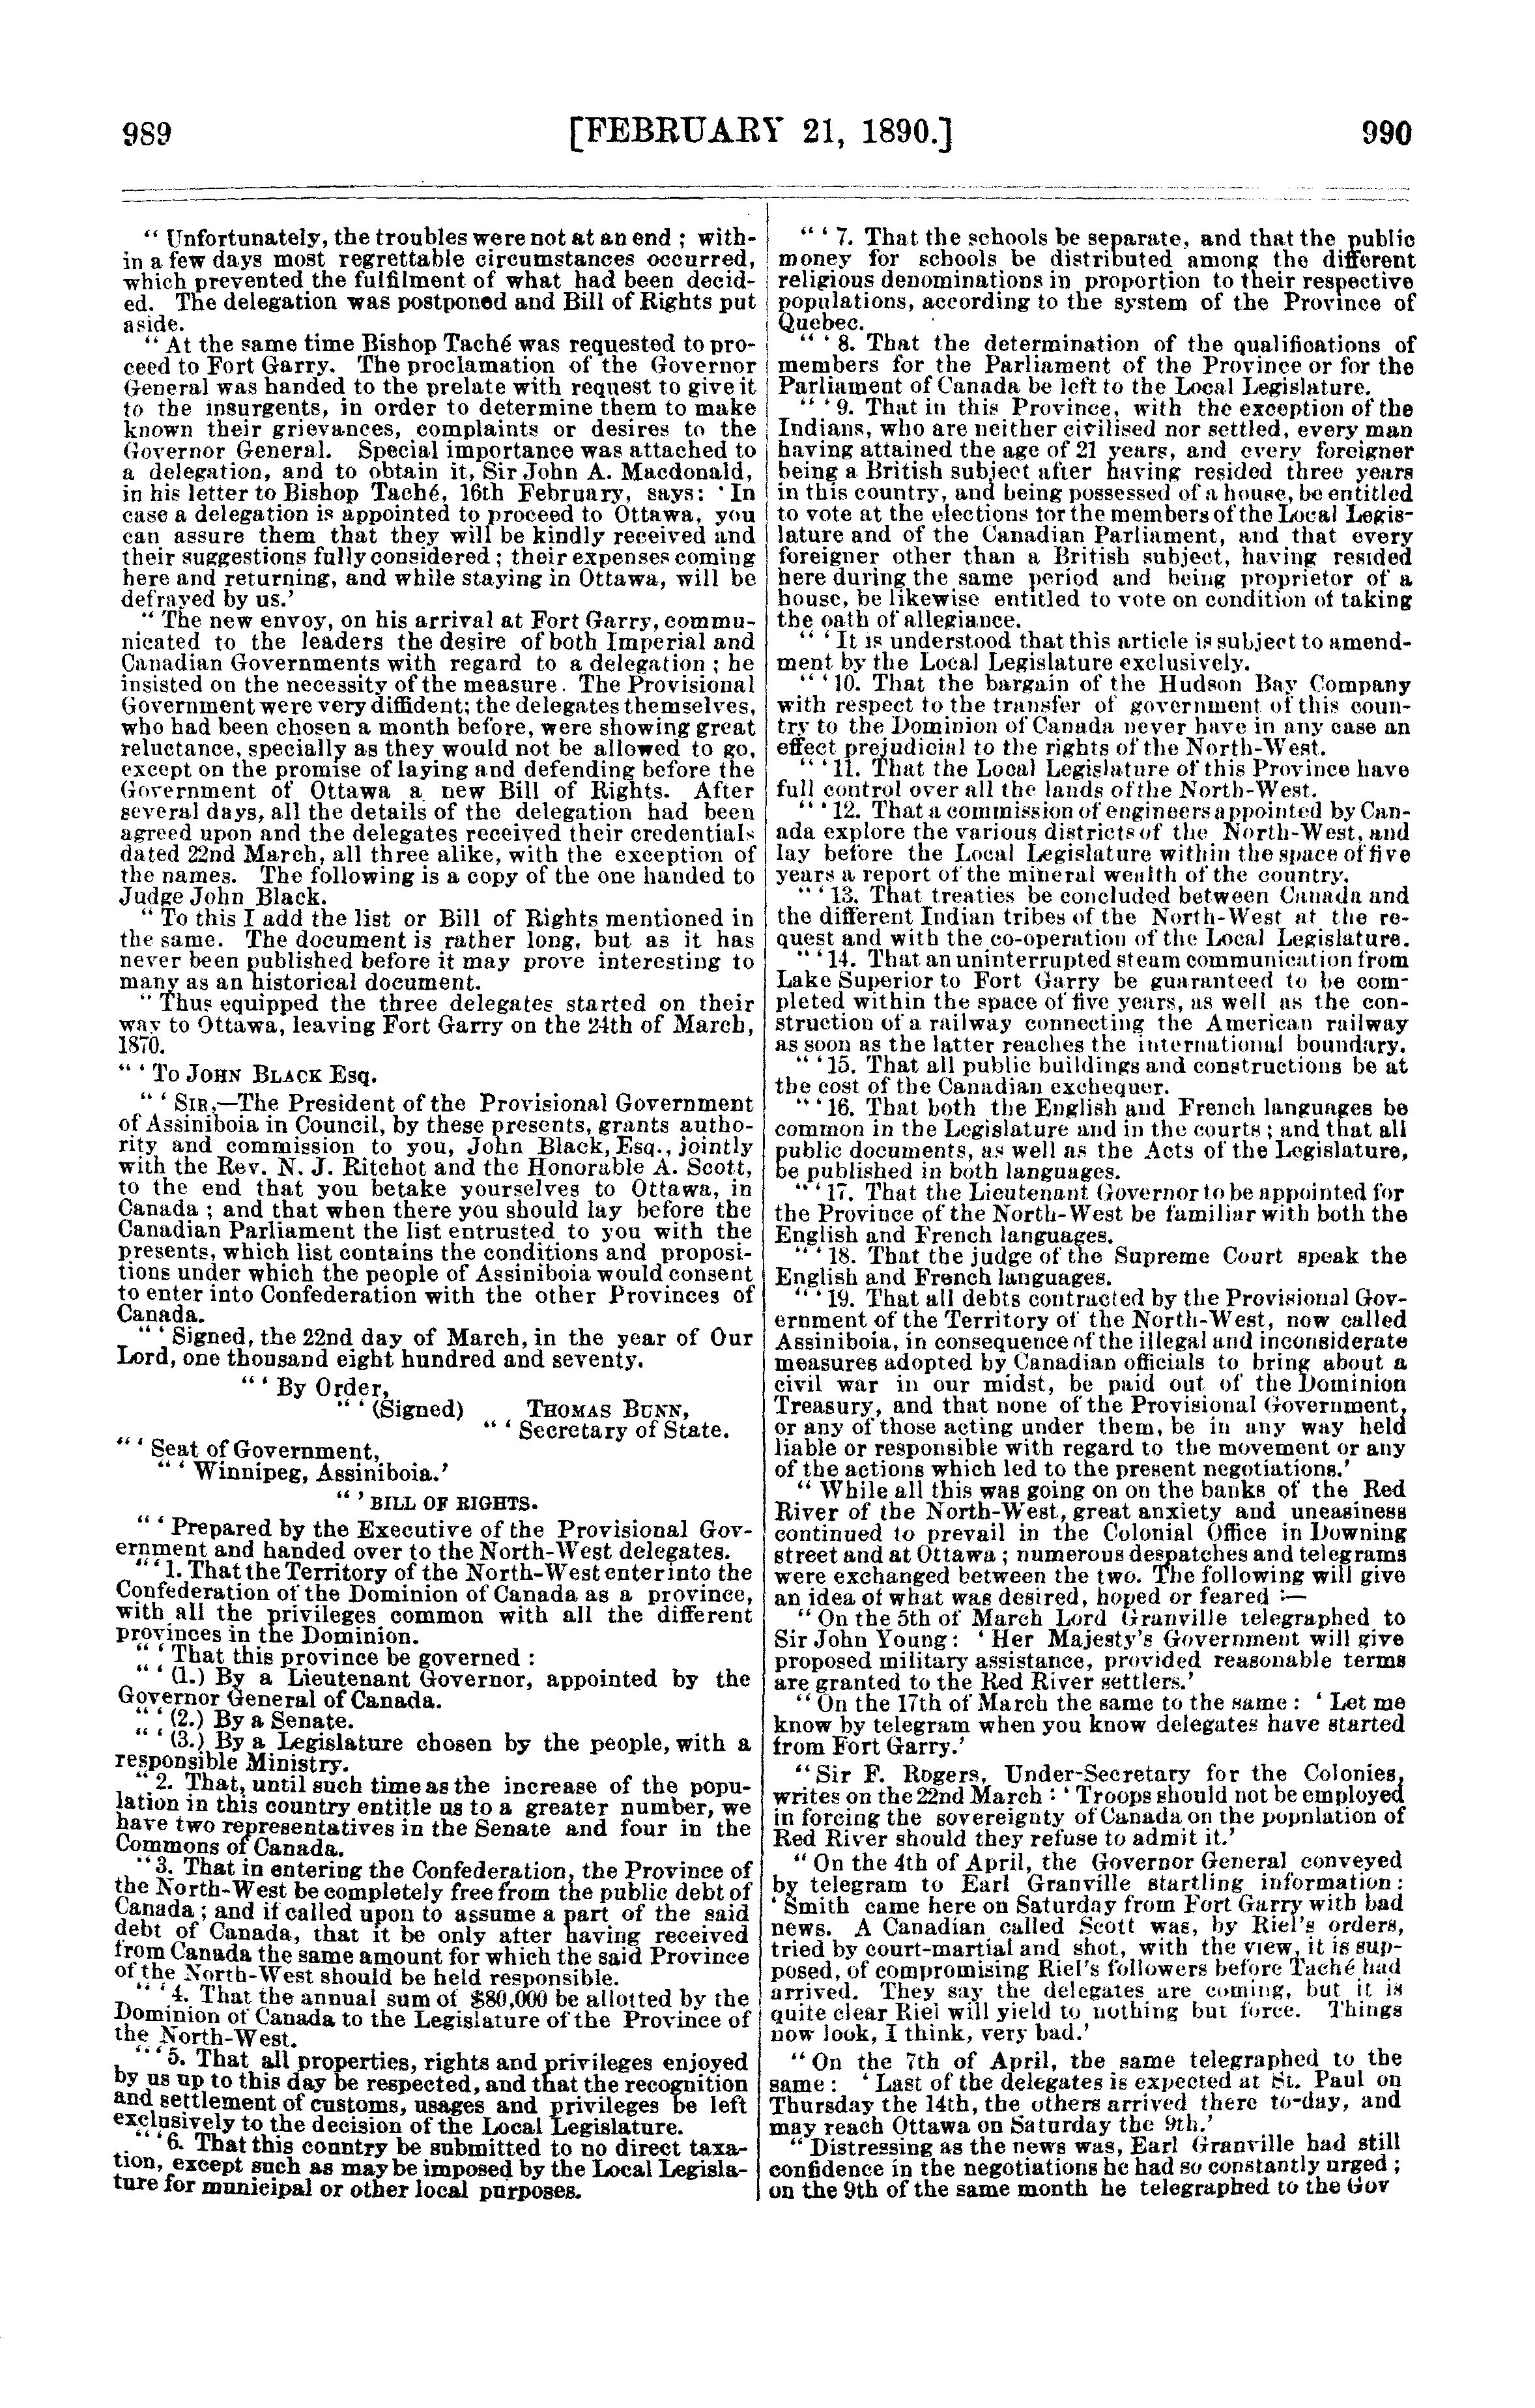 989
[FEBRUARY 21, 1890.]
990
“ Unfortunately, the troubles were not at an end ; with-
in a few days most regrettable circumstances occurred,
which prevented the fulfilment of what had been decid-
ed. The delegation was postponed and Bill of Rights put
aside.
“ At the same time Bishop Taché was requested to pro-
ceed to Fort Garry. The proclamation of the Governor
General was handed to the prelate with request to give it
to the insurgents, in order to determine them to make
known their grievances, complaints or desires to the
Governor General. Special importance was attached to
a delegation, and to obtain it, Sir John A. Macdonald,
in his letter to Bishop Taché, 16th February, says: ‘ In
case a delegation is appointed to proceed to Ottawa, you
can assure them that they will be kindly received and
their suggestions fully considered ; their expenses coming
here and returning, and while staying in Ottawa, will be
defrayed by us.’
“ The new envoy, on his arrival at Fort Garry, commu-
nicated to the leaders the desire of both Imperial and
Canadian Governments with regard to a delegation ; he
insisted on the necessity of the measure. The Provisional
Government were very diffident; the delegates themselves,
who had been chosen a month before, were showing great
reluctance, specially as they would not be allowed to go,
except on the promise of laying and defending before the
Government of Ottawa a new Bill of Rights. After
several days, all the details of the delegation had been
agreed upon and the delegates received their credentials
dated 22nd March, all three alike, with the exception of
the names. The following is a copy of the one handed to
Judge John Black.
“ To this I add the list or Bill of Rights mentioned in
the same. The document is rather long, but as it has
never been published before it may prove interesting to
many as an historical document.
“ Thus equipped the three delegates started on their
way to Ottawa, leaving Fort Garry on the 24th of March,
1870.
“ ‘ To JOHN BLACK Esq.
“ ‘ SIR,—The President of the Provisional Government
of Assiniboia in Council, by these presents, grants autho-
rity and commission to you, John Black, Esq., jointly
with the Rev. N. J. Ritchot and the Honorable A. Scott,
to the end that you betake yourselves to Ottawa, in
Canada ; and that when there you should lay before the
Canadian Parliament the list entrusted to you with the
presents, which list contains the conditions and proposi-
tions under which the people of Assiniboia would consent
to enter into Confederation with the other Provinces of
Canada.
“ ‘ Signed, the 22nd day of March, in the year of Our
Lord, one thousand eight hundred and seventy.
“ ‘ By Order,
“ ‘ (Signed) THOMAS BUNN,
“ ‘ Secretary of State.
“ ‘ Seat of Government,
“ ‘ Winnipeg, Assiniboia.’
“ ’ BILL OF RIGHTS.
“ ‘ Prepared by the Executive of the Provisional Gov-
ernment and handed over to the North-West delegates.
“ ‘ 1. That the Territory of the North-West enter into the
Confederation of the Dominion of Canada as a province,
with all the privileges common with all the different
provinces in the Dominion.
“ ‘ That this province be governed :
“ ‘ (1.) By a Lieutenant Governor, appointed by the
Governor General of Canada.
“ ‘ (2.) By a Senate.
“ ‘ (3.) By a Legislature chosen by the people, with a
responsible Ministry.
“ 2. That, until such time as the increase of the popu-
lation in this country entitle us to a greater number, we
have two representatives in the Senate and four in the
Commons of Canada.
“ 3. That in entering the Confederation, the Province of
the North-West be completely free from the public debt of
Canada ; and if called upon to assume a part of the said
debt of Canada, that it be only after having received
from Canada the same amount for which the said Province
of the North-West should be held responsible.
“ ‘ 4. That the annual sum of $80,000 be allotted by the
Dominion of Canada to the Legislature of the Province of
the North-West.
“ ‘ 5. That all properties, rights and privileges enjoyed
by us up to this day be respected, and that the recognition
and settlement of customs, usages and privileges be left
exclusively to the decision of the Local Legislature.
“ ‘ 6. That this country be submitted to no direct taxa-
tion, except such as may be imposed by the Local Legisla-
ture for municipal or other local purposes.
“ ‘ 7. That the schools be separate, and that the public
money for schools be distributed among the different
religious denominations in proportion to their respective
populations, according to the system of the Province of
Quebec.
“ ‘ 8. That the determination of the qualifications of
members for the Parliament of the Province or for the
Parliament of Canada be left to the Local Legislature.
“ ‘ 9. That in this Province, with the exception of the
Indians, who are neither civilised nor settled, every man
having attained the age of 21 years, and every foreigner
being a British subject after having resided three years
in this country, and being possessed of a house, be entitled
to vote at the elections for the members of the Local Legis-
lature and of the Canadian Parliament, and that every
foreigner other than a British subject, having resided
here during the same period and being proprietor of a
house, be likewise entitled to vote on condition of taking
the oath of allegiance.
“ ‘ It is understood that this article is subject to amend-
ment by the Local Legislature exclusively.
“ ‘ 10. That the bargain of the Hudson Bay Company
with respect to the transfer of government of this coun-
try to the Dominion of Canada never have in any case an
effect prejudicial to the rights of the North-West.
“ ‘ 11. That the Local Legislature of this Province have
full control over all the lands of the North-West.
“ ‘ 12. That a commission of engineers appointed by Can-
ada explore the various districts of the North-West, and
lay before the Local Legislature within the space of five
years a report of the mineral wealth of the country.
“ ‘ 13. That treaties be concluded between Canada and
the different Indian tribes of the North-West at the re-
quest and with the co-operation of the Local Legislature.
“ ‘ 14. That an uninterrupted steam communication from
Lake Superior to Fort Garry be guaranteed to be com-
pleted within the space of five years, as well as the con-
struction of a railway connecting the American railway
as soon as the latter reaches the international boundary.
“ ‘ 15. That all public buildings and constructions be at
the cost of the Canadian exchequer.
“ ‘ 16. That both the English and French languages be
common in the Legislature and in the courts ; and that all
public documents, as well as the Acts of the Legislature,
be published in both languages.
“ ‘ 17. That the Lieutenant Governor to be appointed for
the Province of the North-West be familiar with both the
English and French languages.
“ ‘ 18. That the judge of the Supreme Court speak the
English and French languages.
“ ‘ 19. That all debts contracted by the Provisional Gov-
ernment of the Territory of the North-West, now called
Assiniboia, in consequence of the illegal and inconsiderate
measures adopted by Canadian officials to bring about a
civil war in our midst, be paid out of the Dominion
Treasury, and that none of the Provisional Government,
or any of those acting under them, be in any way held
liable or responsible with regard to the movement or any
of the actions which led to the present negotiations.’
“ While all this was going on on the banks of the Red
River of the North-West, great anxiety and uneasiness
continued to prevail in the Colonial Office in Downing
street and at Ottawa ; numerous despatches and telegrams
were exchanged between the two. The following will give
an idea of what was desired, hoped or feared :—
“ On the 5th of March Lord Granville telegraphed to
Sir John Young : ‘ Her Majesty’s Government will give
proposed military assistance, provided reasonable terms
are granted to the Red River settlers.’
“ On the 17th of March the same to the same : ‘ Let me
know by telegram when you know delegates have started
from Fort Garry.’
“ Sir F. Rogers, Under-Secretary for the Colonies,
writes on the 22nd March : ‘ Troops should not be employed
in forcing the sovereignty of Canada on the popnlation of
Red River should they refuse to admit it.’
“ On the 4th of April, the Governor General conveyed
by telegram to Earl Granville startling information :
‘ Smith came here on Saturday from Fort Garry with bad
news. A Canadian called Scott was, by Riel’s orders,
tried by court-martial and shot, with the view, it is sup-
posed, of compromising Riel’s followers before Taché had
arrived. They say the delegates are coming, but it is
quite clear Riel will yield to nothing but force. Things
now look, I think, very bad.’
“ On the 7th of April, the same telegraphed to the
same : ‘ Last of the delegates is expected at St. Paul on
Thursday the 14th, the others arrived there to-day, and
may reach Ottawa on Saturday the 9th.’
“ Distressing as the news was, Earl Granville had still
confidence in the negotiations he had so constantly urged ;
on the 9th of the same month he telegraphed to the Gov